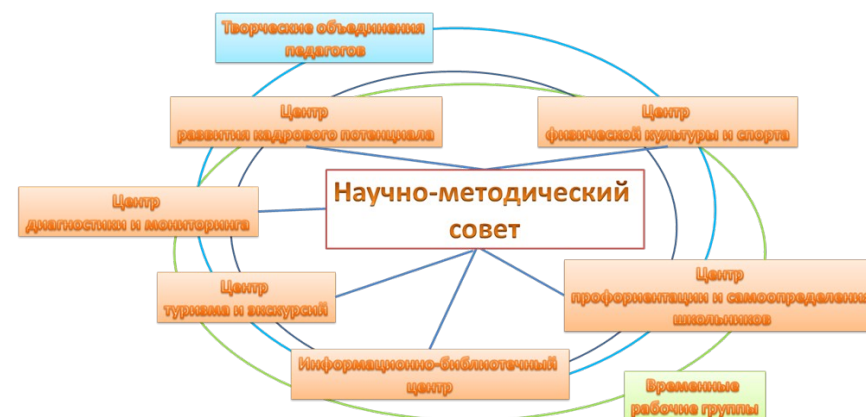 Творческие объединения
педагогов
Центр
развития кадрового потенциала
Центр
физической культуры и спорта
Научно-методический
совет
Центр
диагностики и мониторинга
Центр
туризма и экскурсий
Центр
профориентации и самоопределения
школьников
Информационно-библиотечный
центр
Временные
рабочие группы